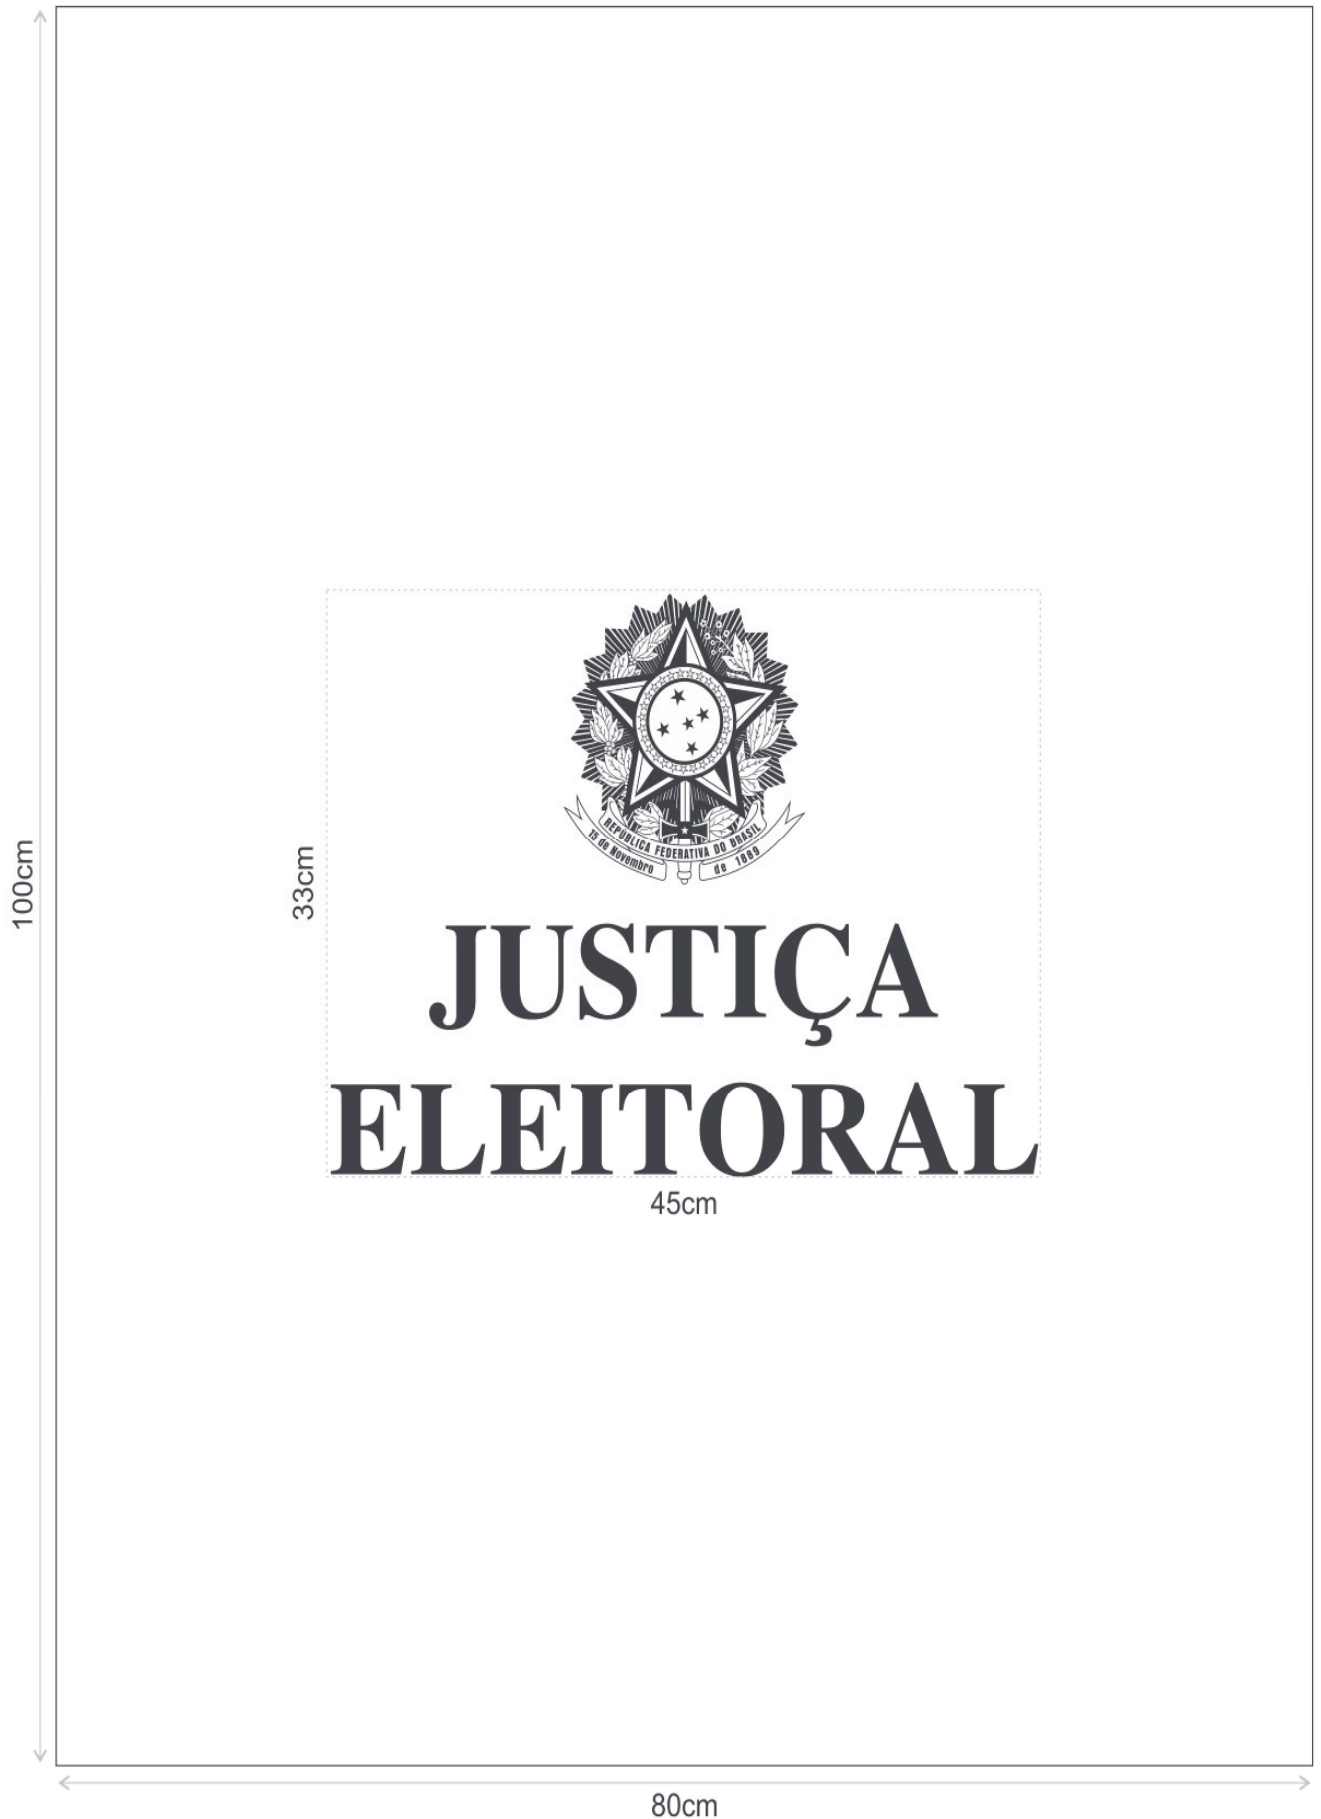 REPÚBLICA FEDERATIVA DO BRASIL
15 de Novembro de 1889
100cm
33cm
JUSTIÇA
ELEITORAL
45cm
80cm